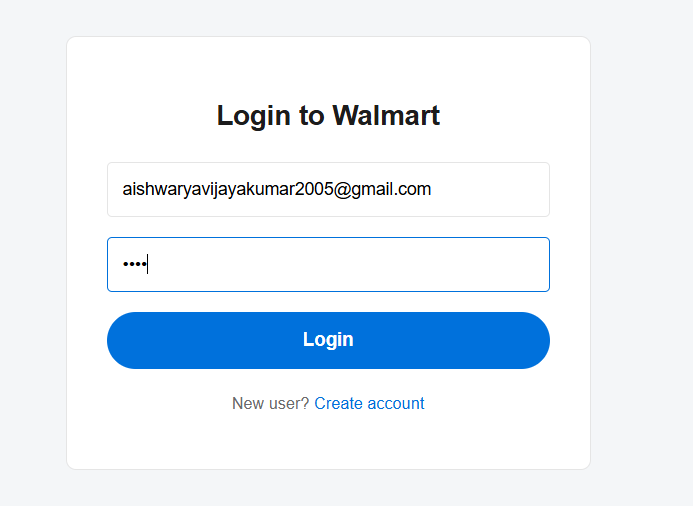 Login to Walmart
aishwaryavijayakumar2005@gmail.com
••••
Login
New user? Create account